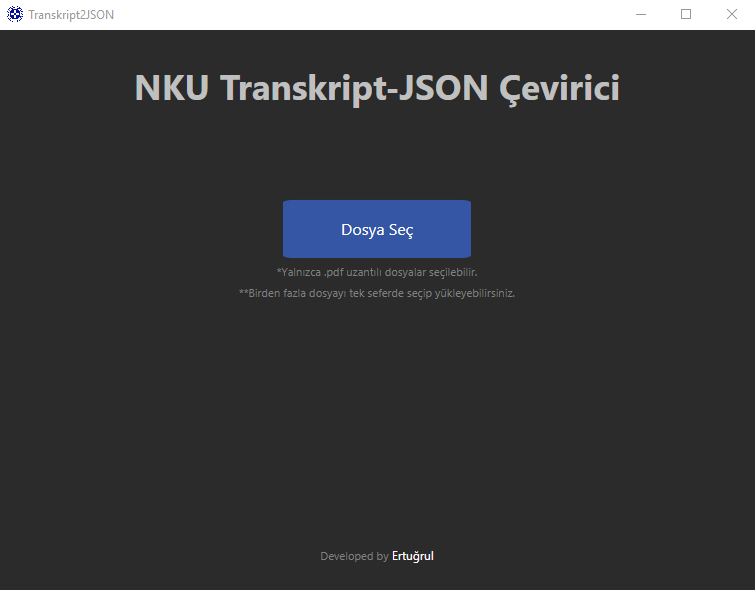 Transkript2JSON
NKU Transkript-JSON Çevirici
Dosya Seç
*Yalnızca .pdf uzantılı dosyalar seçilebilir.
**Birden fazla dosyayı tek seferde seçip yükleyebilirsiniz.
Developed by Ertuğrul